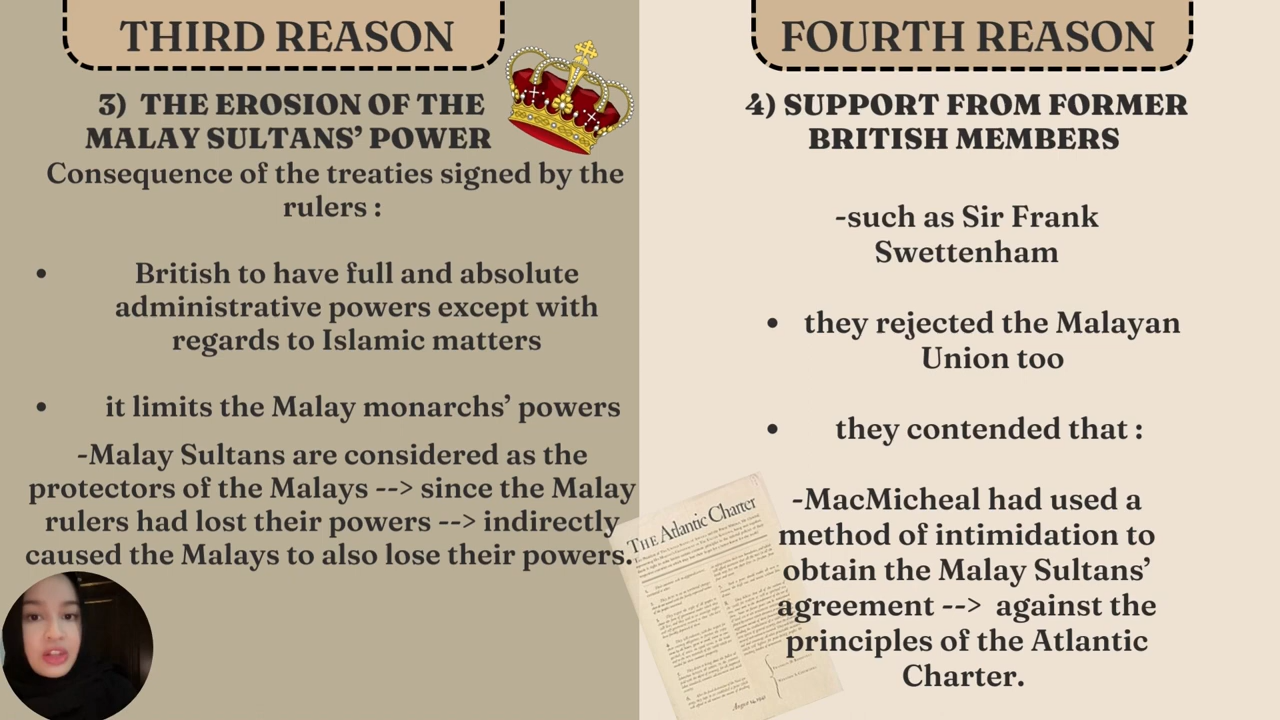 THIRD REASON
3) THE EROSION OF THE
MALAY SULTANS’ POWER
Consequence of the treaties signed by the
rulers :
• British to have full and absolute
administrative powers except with
regards to Islamic matters
• it limits the Malay monarchs’ powers
-Malay Sultans are considered as the
protectors of the Malays --> since the Malay
rulers had lost their powers --> indirectly
caused the Malays to also lose their powers.
FOURTH REASON
4) SUPPORT FROM FORMER
BRITISH MEMBERS
-such as Sir Frank
Swettenham
• they rejected the Malayan
Union too
• they contended that :
-MacMicheal had used a
method of intimidation to
obtain the Malay Sultans’
agreement --> against the
principles of the Atlantic
Charter.
The Atlantic Charter